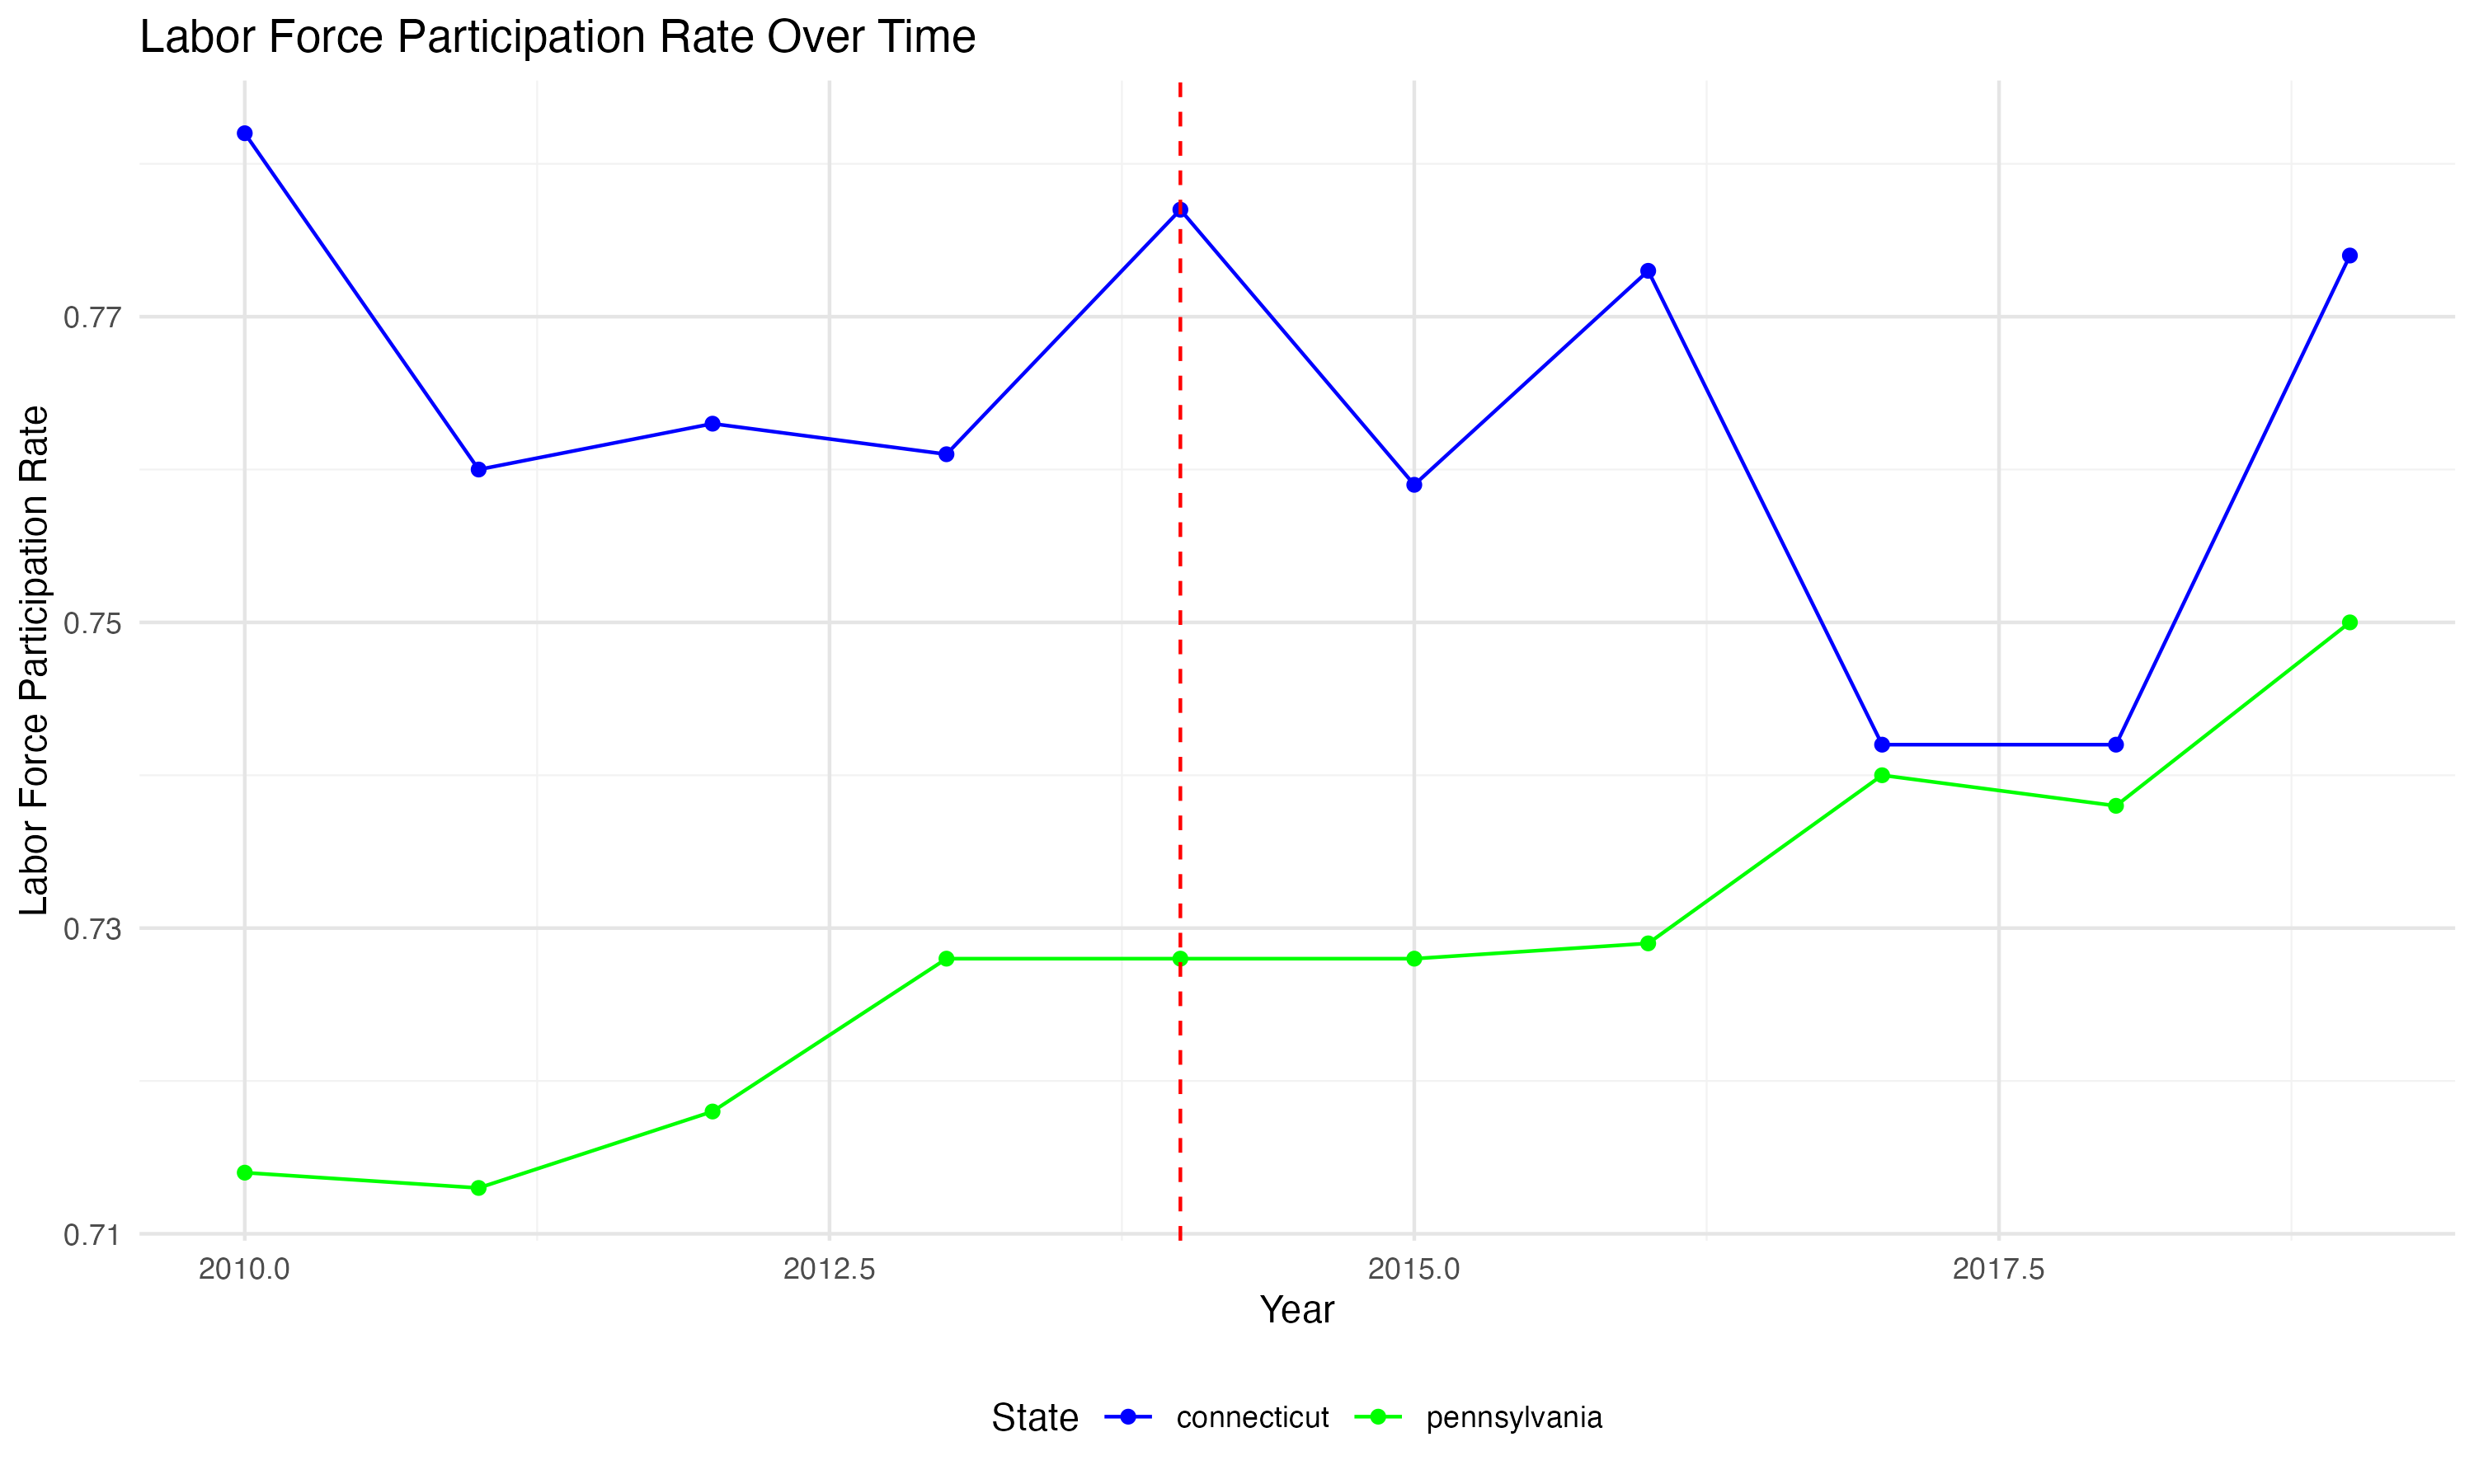 Labor Force Participation Rate Over Time
Labor Force Participation Rate
0.77
0.75
0.73
0.71
2010.0 2012.5 2015.0 2017.5
Year
State connecticut pennsylvania